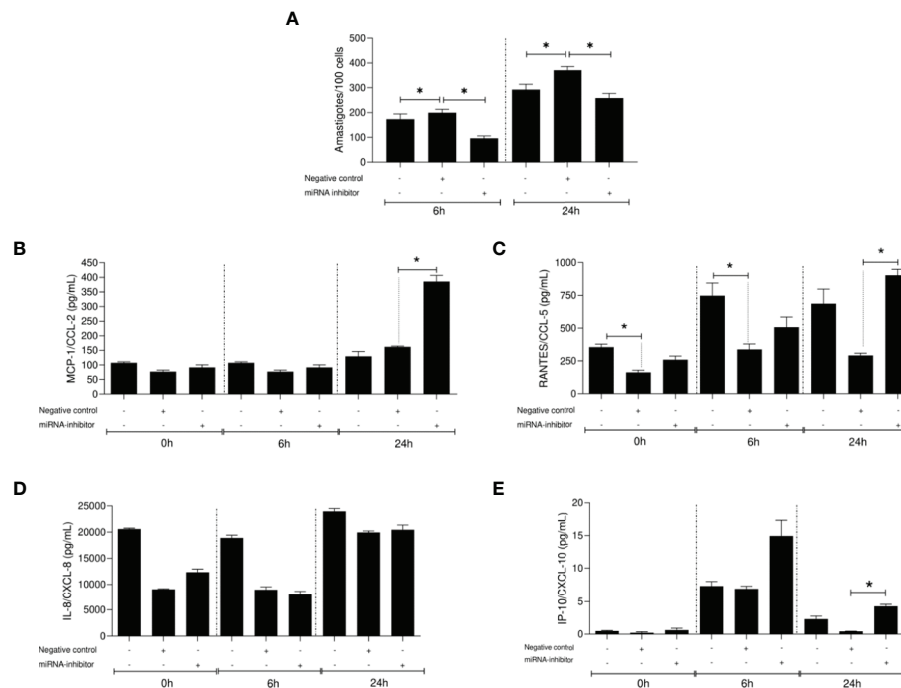 A
Amastigotes/100 cells
500
400
300
200
100
0
* * * *
Negative control - + - - + -
miRNA inhibitor - - + - - +
6h 24h
B
MCP-1/CCL-2 (pg/mL)
450
400
350
300
250
200
150
100
50
0
*
Negative control - + - - + - - + -
miRNA-inhibitor - - + - - + - - +
0h 6h 24h
C
RANTES/CCL-5 (pg/mL)
1000
750
500
250
0
* * *
Negative control - + - - + - - + -
miRNA-inhibitor - - + - - + - - +
0h 6h 24h
D
IL-8/CXCL-8 (pg/mL)
25000
20000
15000
10000
5000
0
Negative control - + - - + - - + -
miRNA-inhibitor - - + - - + - - +
0h 6h 24h
E
IP-10/CXCL-10 (pg/mL)
20
15
10
5
0
*
Negative control - + - - + - - + -
miRNA-inhibitor - - + - - + - - +
0h 6h 24h